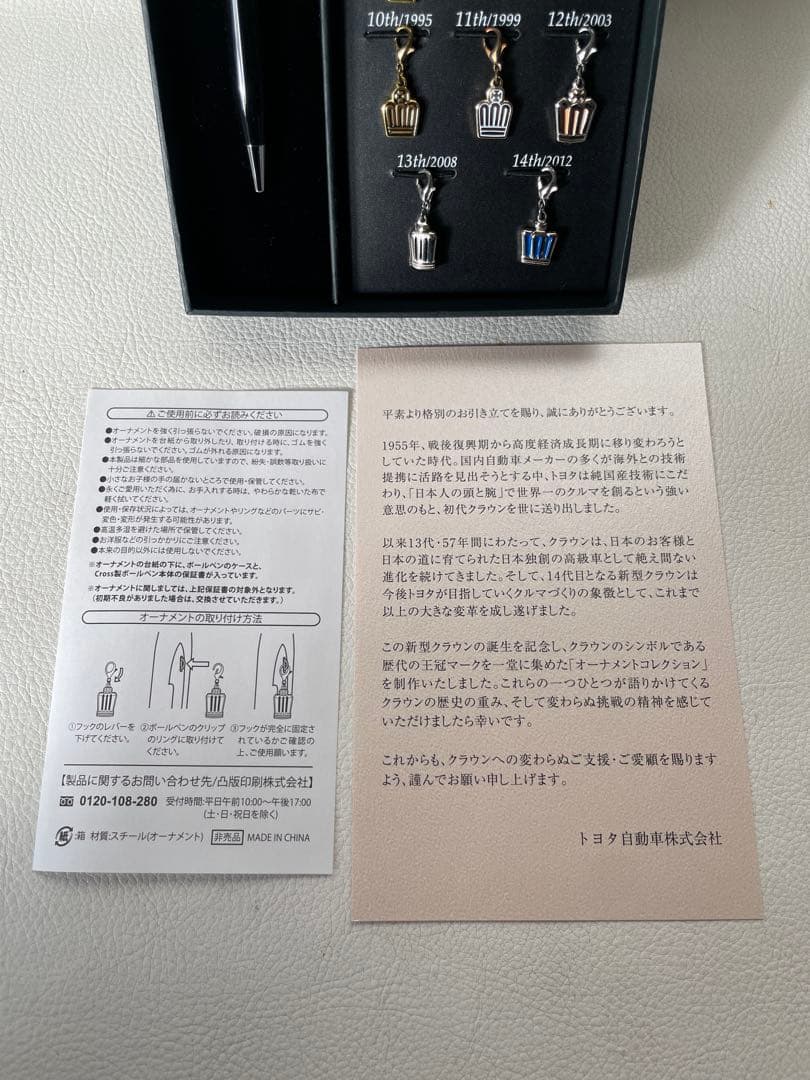 10th/1995 11th/1999 12th/2003
13th/2008 14th/2012
⚠ご使用前に必ずお読みください
●オーナメントを強く引っ張らないでください。破損の原因になります。
●オーナメントを台紙から取り外したり、取り付ける時に、ゴムを強く
引っ張らないでください。ゴムが外れる原因になります。
●本製品は細かな部品を使用していますので、紛失・誤飲等取り扱いに
十分ご注意ください。
●小さなお子様の手の届かないところで使用・保管してください。
●永くご愛用いただく為に、お手入れする時は、やわらかな乾いた布で
軽く拭いてください。
●使用・保存状況によっては、オーナメントやリングなどのパーツにサビ・
変色・変形が発生する可能性があります。
●高温多湿を避けた場所で保管してください。
●お洋服などの引っかかりにご注意ください。
●本来の目的以外には使用しないでください。
※オーナメントの台紙の下に、ボールペンのケースと、
Cross製ボールペン本体の保証書が入っています。
※オーナメントに関しましては、上記保証書の対象外となります。
(初期不良がありました場合は、交換させていただきます。)
オーナメントの取り付け方法
①フックのレバーを
下げてください。
②ボールペンのクリップ
のリングに取り付けて
ください。
③フックが完全に固定さ
れているかご確認の
上、ご使用願います。
【製品に関するお問い合わせ先/凸版印刷株式会社】
0120-108-280 受付時間:平日午前10:00〜午後17:00
(土・日・祝日を除く)
紙:箱 材質:スチール(オーナメント) 非売品 MADE IN CHINA
平素より格別のお引き立てを賜り、誠にありがとうございます。
1955年、戦後復興期から高度経済成長期に移り変わろうと
していた時代。国内自動車メーカーの多くが海外との技術
提携に活路を見出そうとする中、トヨタは純国産技術にこだ
わり、「日本人の頭と腕」で世界一のクルマを創るという強い
意思のもと、初代クラウンを世に送り出しました。
以来13代・57年間にわたって、クラウンは、日本のお客様と
日本の道に育てられた日本独創の高級車として絶え間ない
進化を続けてきました。そして、14代目となる新型クラウンは
今後トヨタが目指していくクルマづくりの象徴として、これまで
以上の大きな変革を成し遂げました。
この新型クラウンの誕生を記念し、クラウンのシンボルである
歴代の王冠マークを一堂に集めた「オーナメントコレクション」
を制作いたしました。これらの一つひとつが語りかけてくる
クラウンの歴史の重み、そして変わらぬ挑戦の精神を感じて
いただけましたら幸いです。
これからも、クラウンへの変わらぬご支援・ご愛顧を賜ります
よう、謹んでお願い申し上げます。
トヨタ自動車株式会社